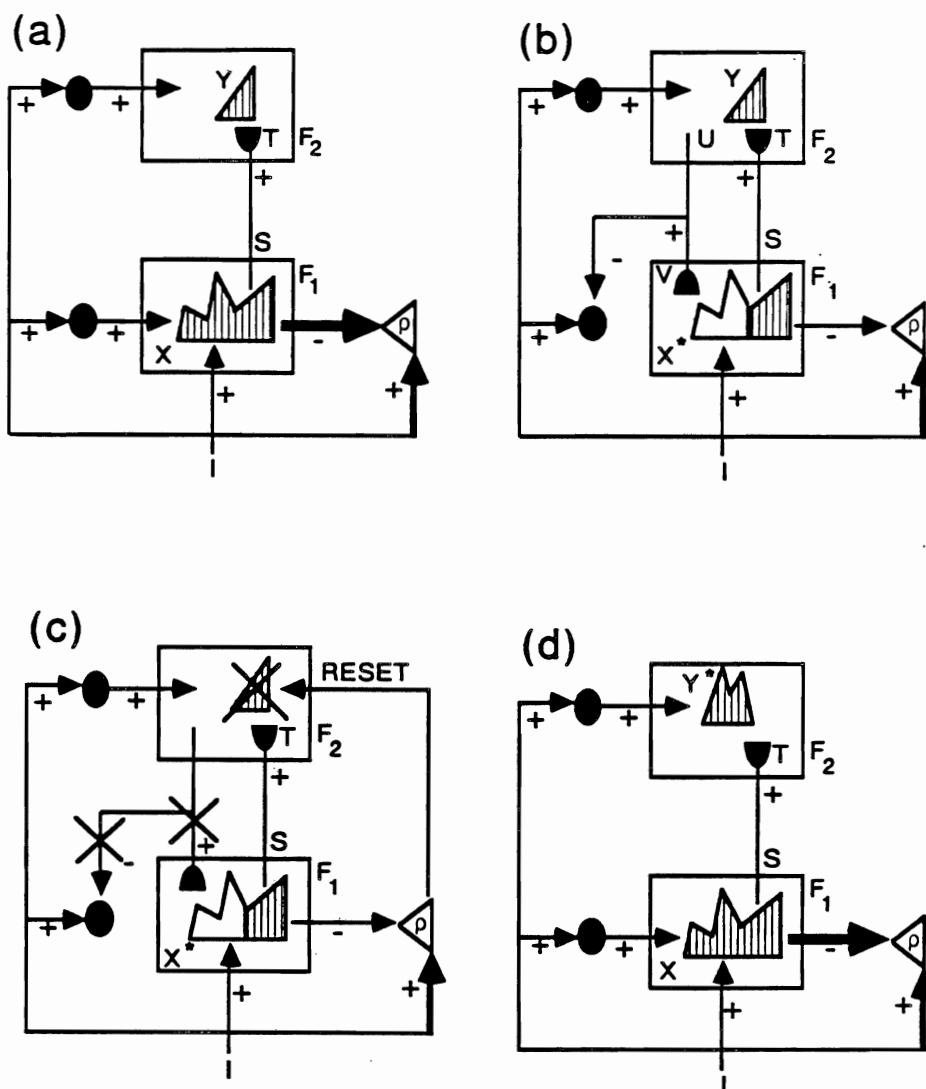 (a)
Y
T
F2
+
+
+
S
F1
+
+
X
-
ρ
+
+
I
(b)
Y
U
T
F2
+
+
+
+
-
S
V
F1
+
X*
-
ρ
+
+
I
(c)
RESET
T
F2
+
+
+
+
-
S
F1
+
X*
-
ρ
+
+
I
(d)
Y*
T
F2
+
+
+
S
F1
+
+
X
-
ρ
+
+
I